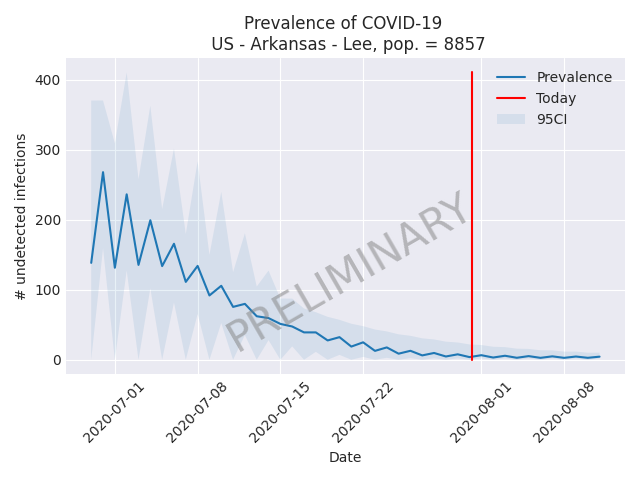 Prevalence of COVID-19
US - Arkansas - Lee, pop. = 8857
# undetected infections
400
300
200
100
0
Prevalence
Today
95CI
PRELIMINARY
2020-07-01
2020-07-08
2020-07-15
2020-07-22
2020-08-01
2020-08-08
Date